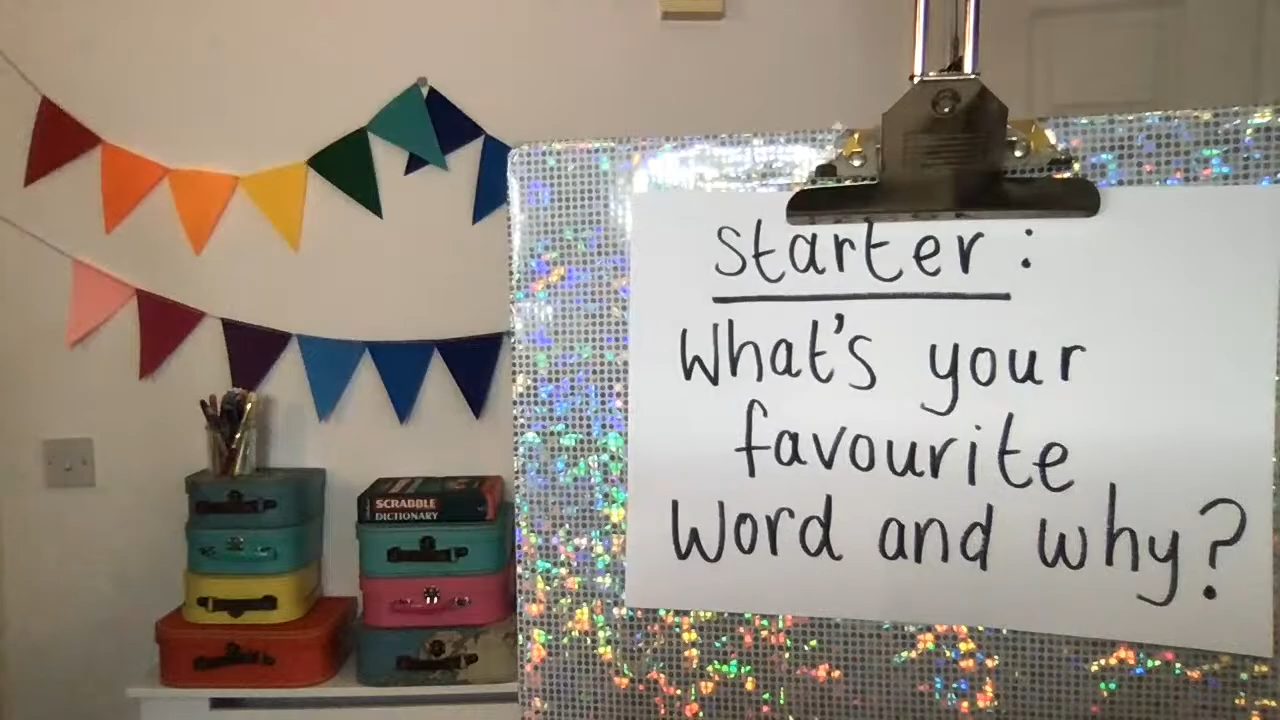 SCRABBLE
DICTIONARY
Starter:
What's your
favourite
Word and why?